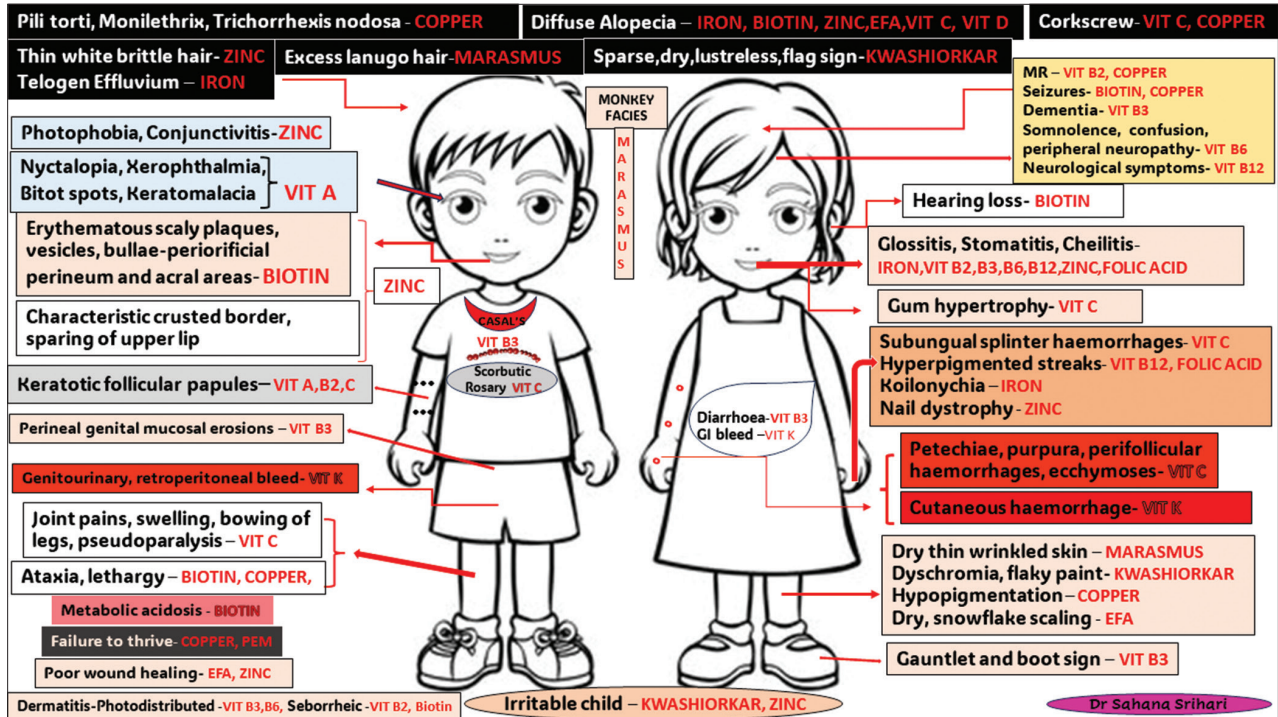 Pili torti, Monilethrix, Trichorrhexis nodosa - COPPER
Diffuse Alopecia – IRON, BIOTIN, ZINC,EFA,VIT C, VIT D
Corkscrew- VIT C, COPPER
Thin white brittle hair- ZINC
Telogen Effluvium – IRON
Excess lanugo hair-MARASMUS
Sparse,dry,lustreless,flag sign-KWASHIORKAR
MONKEY
FACIES
MARASMUS
MR – VIT B2, COPPER
Seizures- BIOTIN, COPPER
Dementia- VIT B3
Somnolence, confusion,
peripheral neuropathy- VIT B6
Neurological symptoms- VIT B12
Photophobia, Conjunctivitis-ZINC
Nyctalopia, Xerophthalmia,
Bitot spots, Keratomalacia
VIT A
Hearing loss- BIOTIN
Erythematous scaly plaques,
vesicles, bullae-periorificial
perineum and acral areas- BIOTIN
ZINC
Characteristic crusted border,
sparing of upper lip
Glossitis, Stomatitis, Cheilitis-
IRON,VIT B2,B3,B6,B12,ZINC,FOLIC ACID
Gum hypertrophy- VIT C
CASAL'S
VIT B3
Scorbutic
Rosary VIT C
Subungual splinter haemorrhages- VIT C
Hyperpigmented streaks- VIT B12, FOLIC ACID
Koilonychia – IRON
Nail dystrophy - ZINC
Keratotic follicular papules– VIT A,B2,C
Diarrhoea-VIT B3
GI bleed –VIT K
Perineal genital mucosal erosions – VIT B3
Petechiae, purpura, perifollicular
haemorrhages, ecchymoses- VIT C
Genitourinary, retroperitoneal bleed- VIT K
Cutaneous haemorrhage- VIT K
Joint pains, swelling, bowing of
legs, pseudoparalysis – VIT C
Ataxia, lethargy – BIOTIN, COPPER,
Dry thin wrinkled skin – MARASMUS
Dyschromia, flaky paint- KWASHIORKAR
Hypopigmentation – COPPER
Dry, snowflake scaling - EFA
Metabolic acidosis - BIOTIN
Failure to thrive- COPPER, PEM
Poor wound healing- EFA, ZINC
Gauntlet and boot sign – VIT B3
Dermatitis-Photodistributed -VIT B3,B6, Seborrheic -VIT B2, Biotin
Irritable child – KWASHIORKAR, ZINC
Dr Sahana Srihari